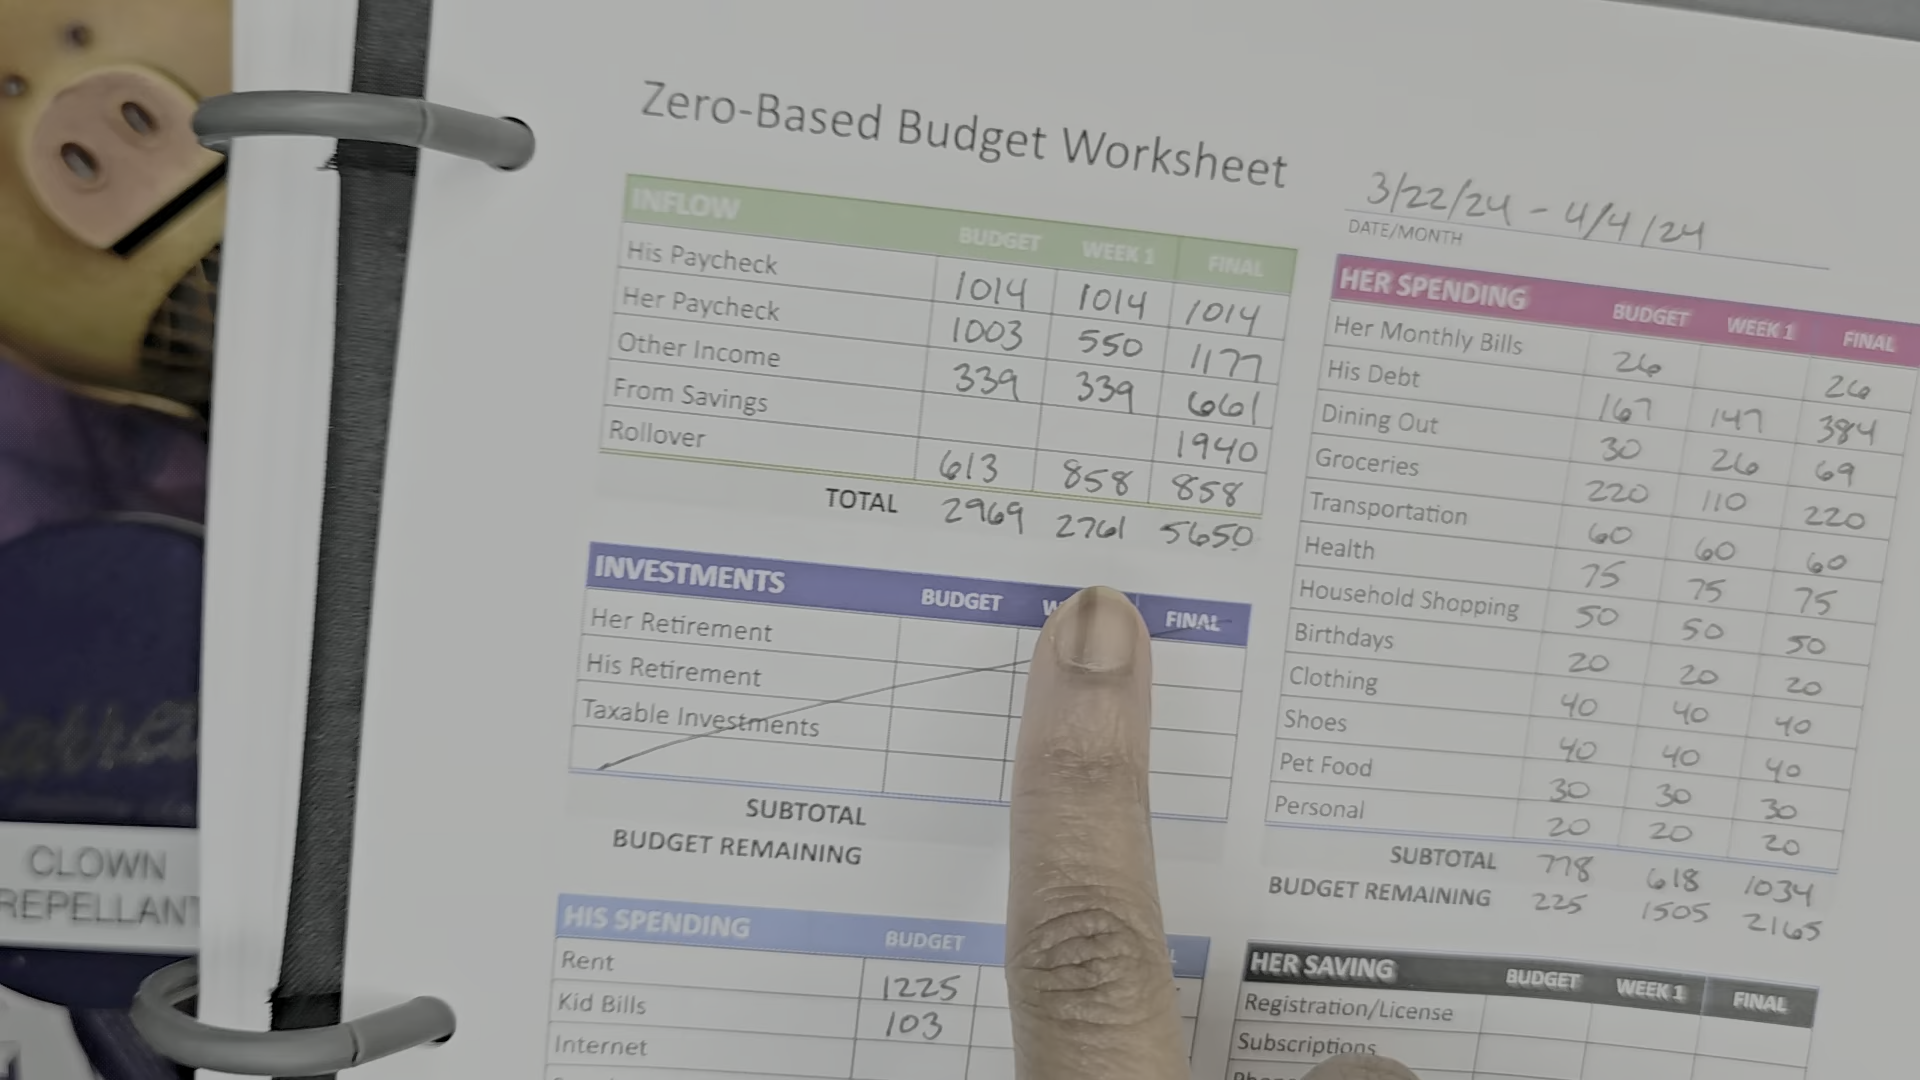 Zero-Based Budget Worksheet
3/22/24 - 4/4/24
DATE/MONTH
INFLOW BUDGET WEEK 1 FINAL
His Paycheck 1014 1014 1014
Her Paycheck 1003 550 1177
Other Income 339 339 661
From Savings 1940
Rollover 613 858 858
TOTAL 2969 2761 5650
INVESTMENTS BUDGET FINAL
Her Retirement
His Retirement
Taxable Investments
SUBTOTAL
BUDGET REMAINING
HIS SPENDING BUDGET
Rent 1225
Kid Bills 103
Internet
HER SPENDING BUDGET WEEK 1 FINAL
Her Monthly Bills 26 26
His Debt 167 147 384
Dining Out 30 26 69
Groceries 220 110 220
Transportation 60 60 60
Health 75 75 75
Household Shopping 50 50 50
Birthdays 20 20 20
Clothing 40 40 40
Shoes 40 40 40
Pet Food 30 30 30
Personal 20 20 20
SUBTOTAL 778 618 1034
BUDGET REMAINING 225 1505 2165
HER SAVING BUDGET WEEK 1 FINAL
Registration/License
Subscriptions
CLOWN
REPELLANT